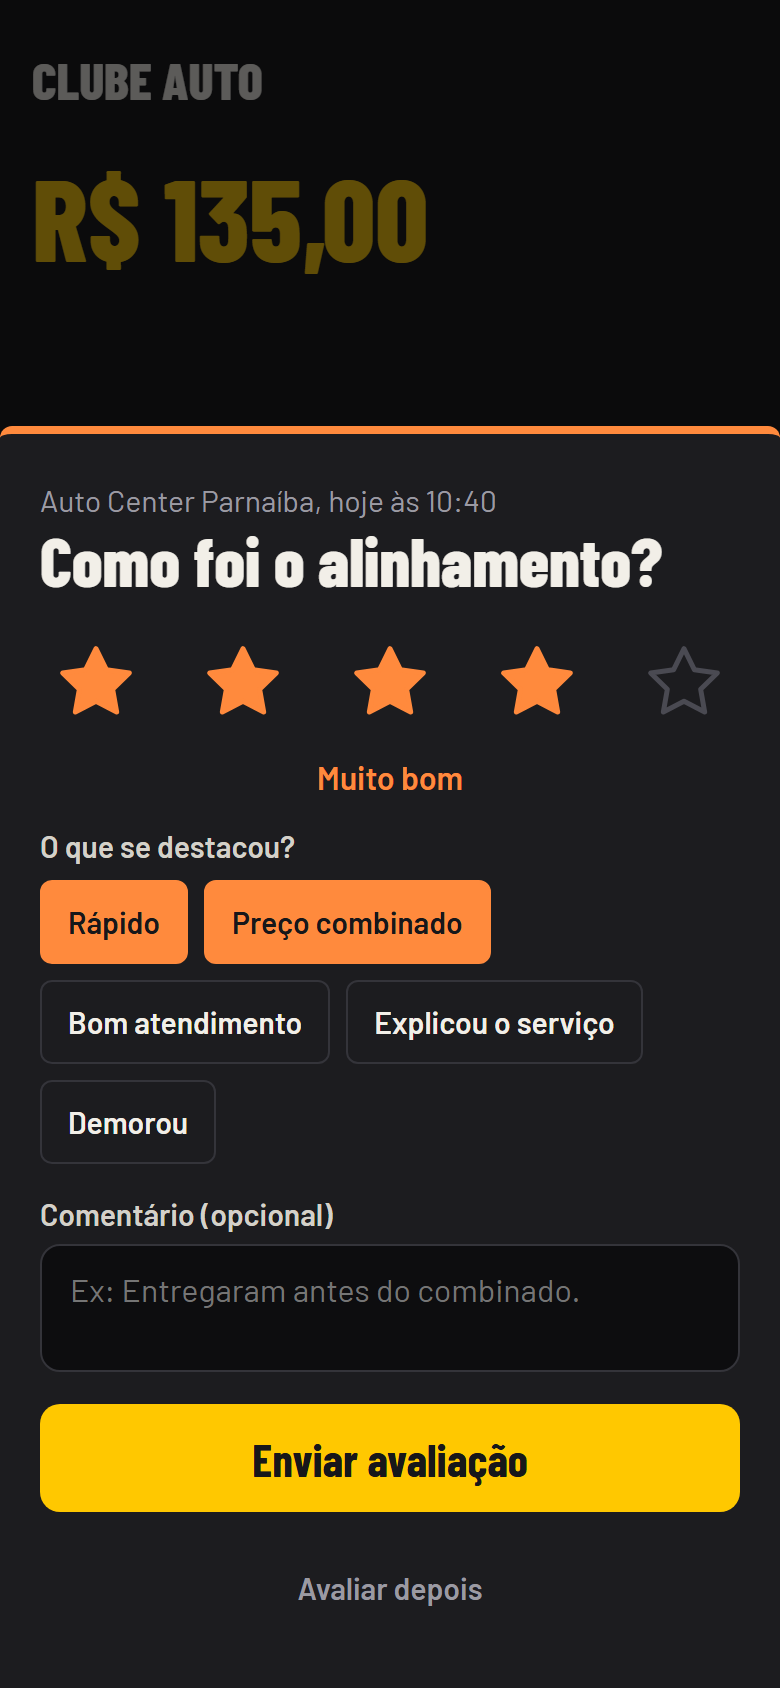 CLUBE AUTO
R$ 135,00
Auto Center Parnaíba, hoje às 10:40
Como foi o alinhamento?
Muito bom
O que se destacou?
Rápido
Preço combinado
Bom atendimento
Explicou o serviço
Demorou
Comentário (opcional)
Ex: Entregaram antes do combinado.
Enviar avaliação
Avaliar depois